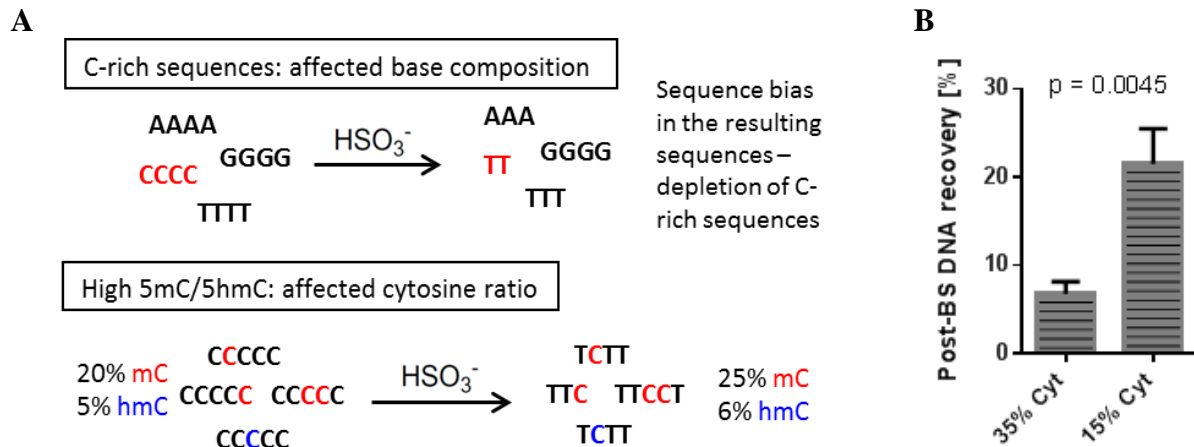 A
C-rich sequences: affected base composition
AAAA
CCCC
GGGG
TTTT
HSO₃⁻
AAA
TT
GGGG
TTT
Sequence bias
in the resulting
sequences –
depletion of C-
rich sequences
High 5mC/5hmC: affected cytosine ratio
20% mC
5% hmC
CCCCC
CCCCC CCCCC
CCCCC
HSO₃⁻
TCTT
TTC TTCCT
TCTT
25% mC
6% hmC
B
Post-BS DNA recovery [%]
p = 0.0045
30
20
10
0
35% Cyt
15% Cyt